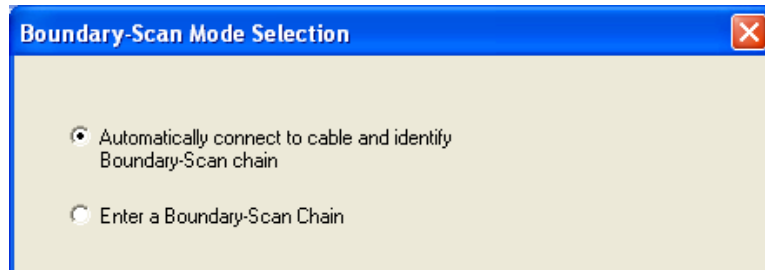 Boundary-Scan Mode Selection
Automatically connect to cable and identify
Boundary-Scan chain
Enter a Boundary-Scan Chain